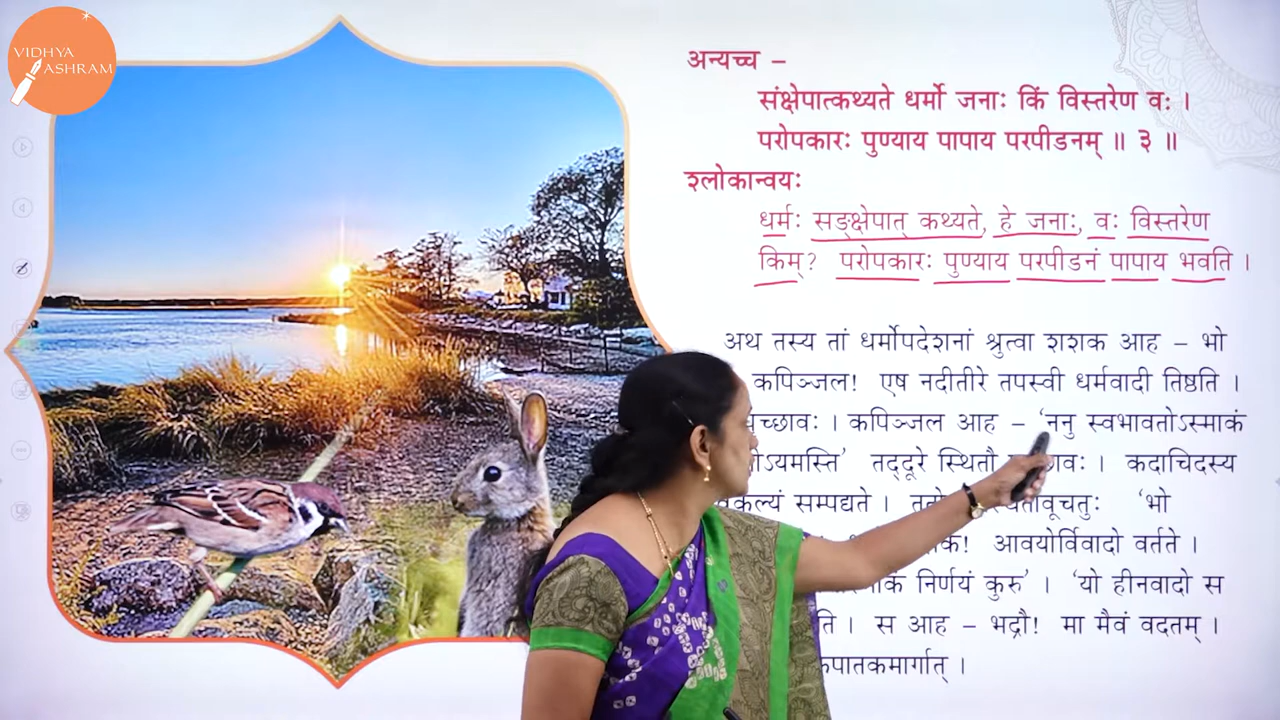 VIDHYA
ASHRAM
अन्यच्च –
संक्षेपात्कथ्यते धर्मो जनाः किं विस्तरेण वः ।
परोपकारः पुण्याय पापाय परपीडनम् ॥ ३ ॥
श्लोकान्वयः
धर्मः सङ्क्षेपात् कथ्यते, हे जनाः, वः विस्तरेण
किम्? परोपकारः पुण्याय परपीडनं पापाय भवति ।
अथ तस्य तां धर्मोपदेशनां श्रुत्वा शशक आह – भो
कपिञ्जल! एष नदीतीरे तपस्वी धर्मवादी तिष्ठति ।
। कपिञ्जल आह – ‘ननु स्वभावतोऽस्माकं
तद्दूरे स्थितौ । कदाचिदस्य
सम्पद्यते ।
‘भो
आवयोर्विवादो वर्तते ।
निर्णयं कुरु’ । ‘यो हीनवादो स
। स आह – भद्रौ! मा मैवं वदतम् ।